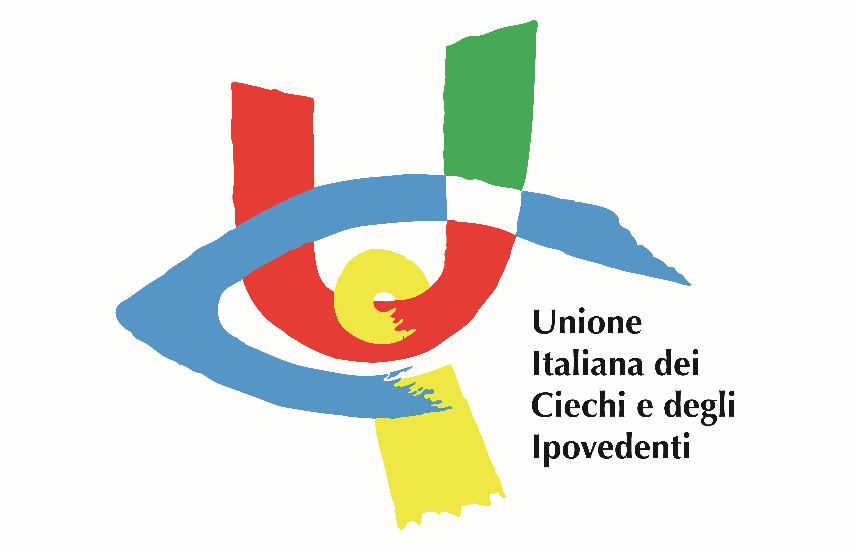 Unione
Italiana dei
Ciechi e degli
Ipovedenti